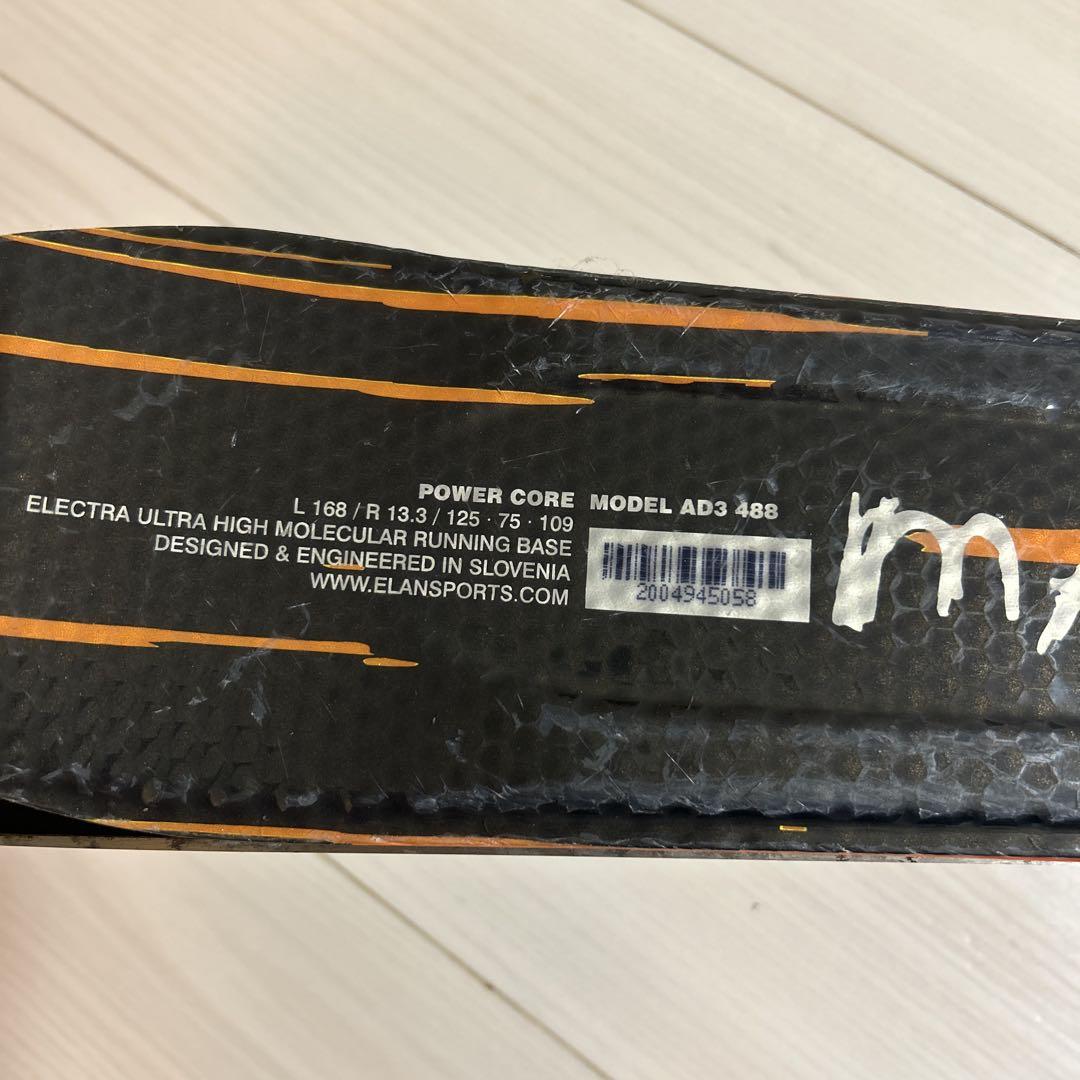 POWER CORE
L 168 / R 13.3 / 125 · 75 · 109
ELECTRA ULTRA HIGH MOLECULAR RUNNING BASE
DESIGNED & ENGINEERED IN SLOVENIA
WWW.ELANSPORTS.COM
MODEL AD3 488
2004945058